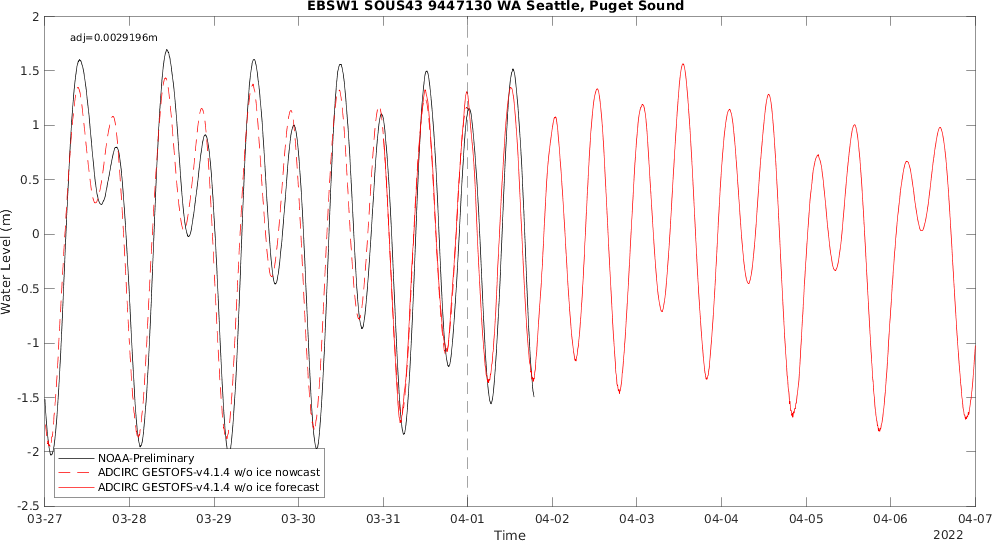 EBSW1 SOUS43 9447130 WA Seattle, Puget Sound
adj=0.0029196m
2
1.5
1
0.5
0
-0.5
-1
-1.5
-2
-2.5
Water Level (m)
NOAA-Preliminary
ADCIRC GESTOFS-v4.1.4 w/o ice nowcast
ADCIRC GESTOFS-v4.1.4 w/o ice forecast
03-27 03-28 03-29 03-30 03-31 04-01 04-02 04-03 04-04 04-05 04-06 04-07
Time
2022